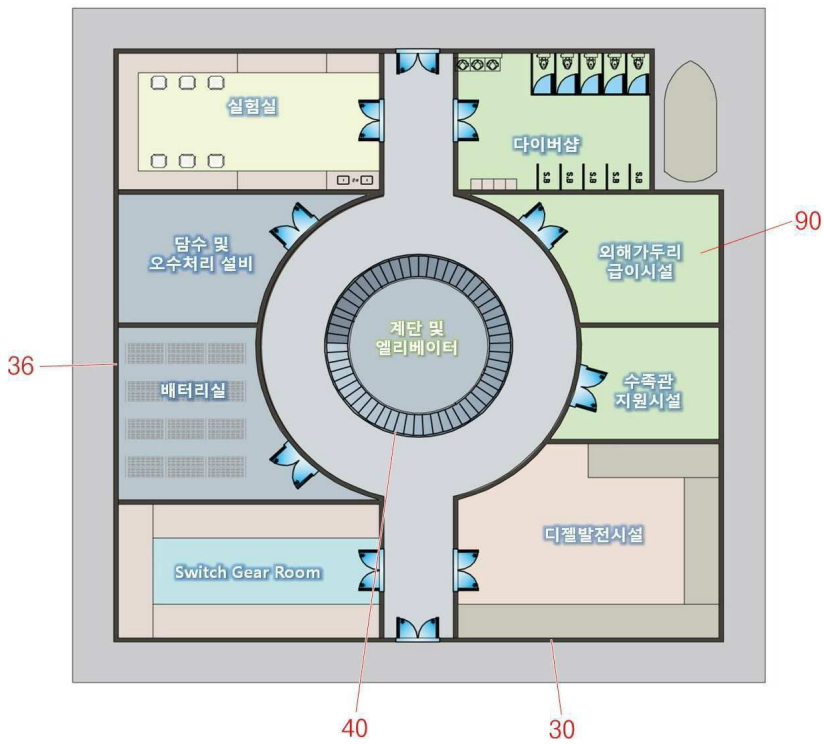 실험실
다이버샵
S.B
S.B
S.B
S.B
S.B
담수 및
오수처리 설비
외해가두리
급이시설
90
계단 및
엘리베이터
36
배터리실
수족관
지원시설
디젤발전시설
Switch Gear Room
40
30